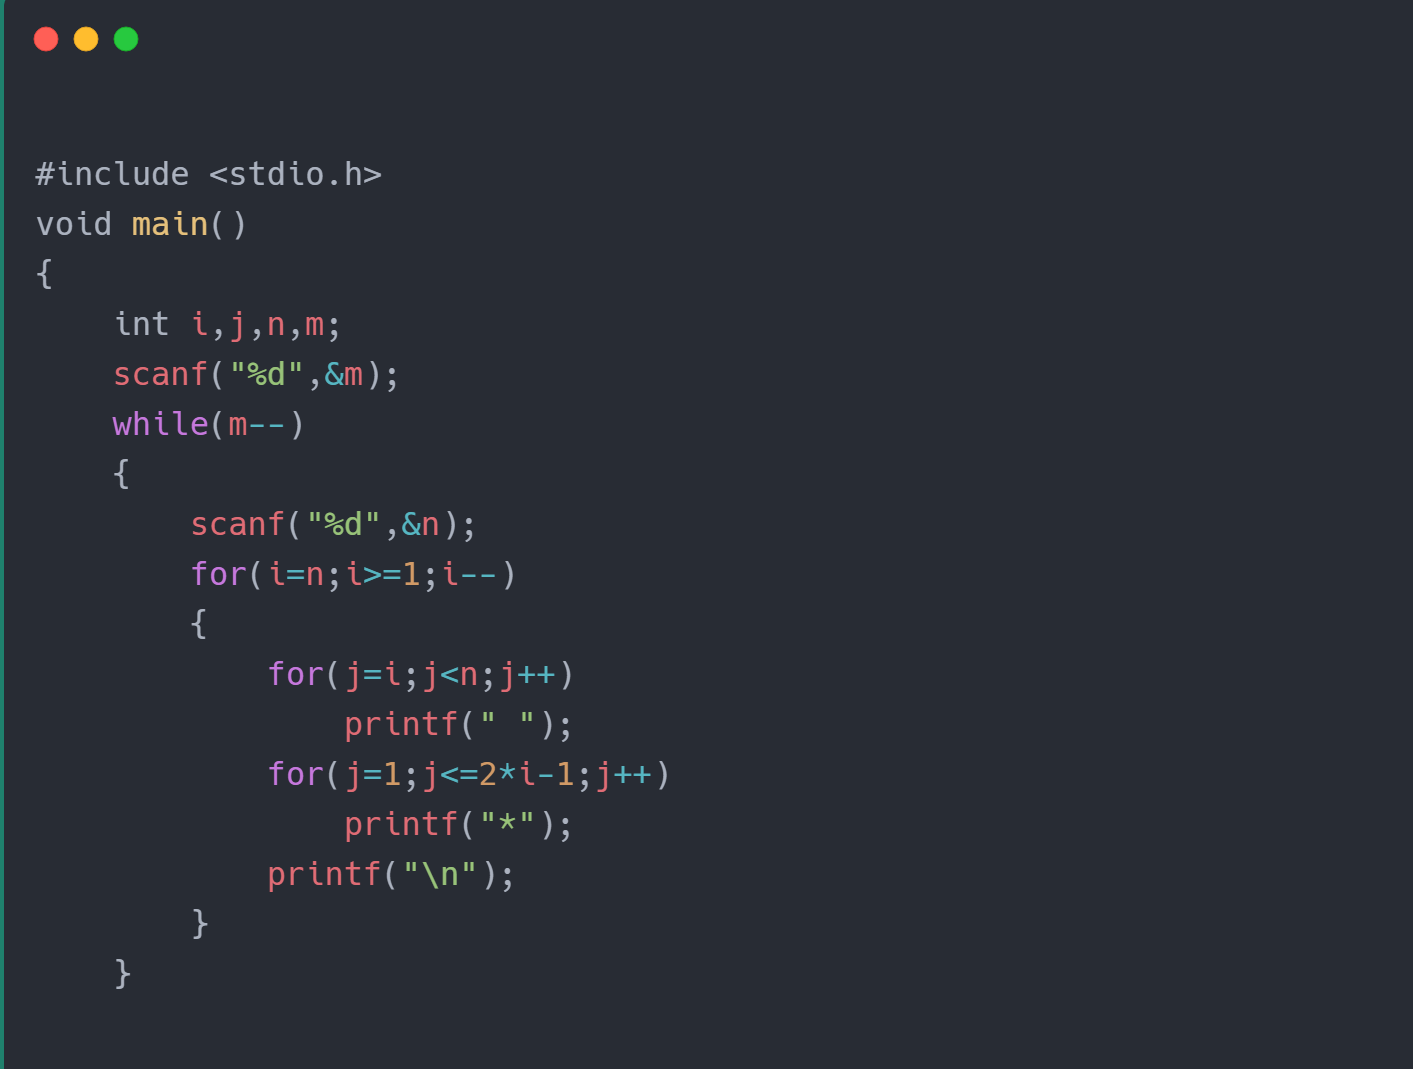 #include <stdio.h>
void main()
{
    int i,j,n,m;
    scanf("%d",&m);
    while(m--)
    {
        scanf("%d",&n);
        for(i=n;i>=1;i--)
        {
            for(j=i;j<n;j++)
                printf(" ");
            for(j=1;j<=2*i-1;j++)
                printf("*");
            printf("\n");
        }
    }